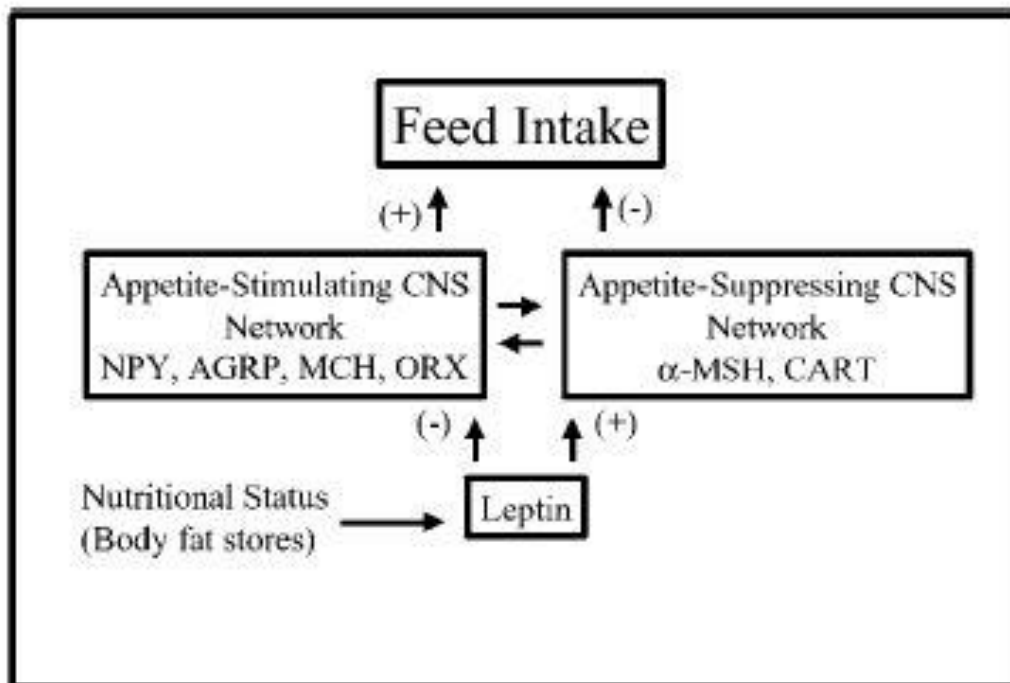 Feed Intake
(+)
(-)
Appetite-Stimulating CNS
Network
NPY, AGRP, MCH, ORX
Appetite-Suppressing CNS
Network
α-MSH, CART
(-)
(+)
Nutritional Status
(Body fat stores)
Leptin